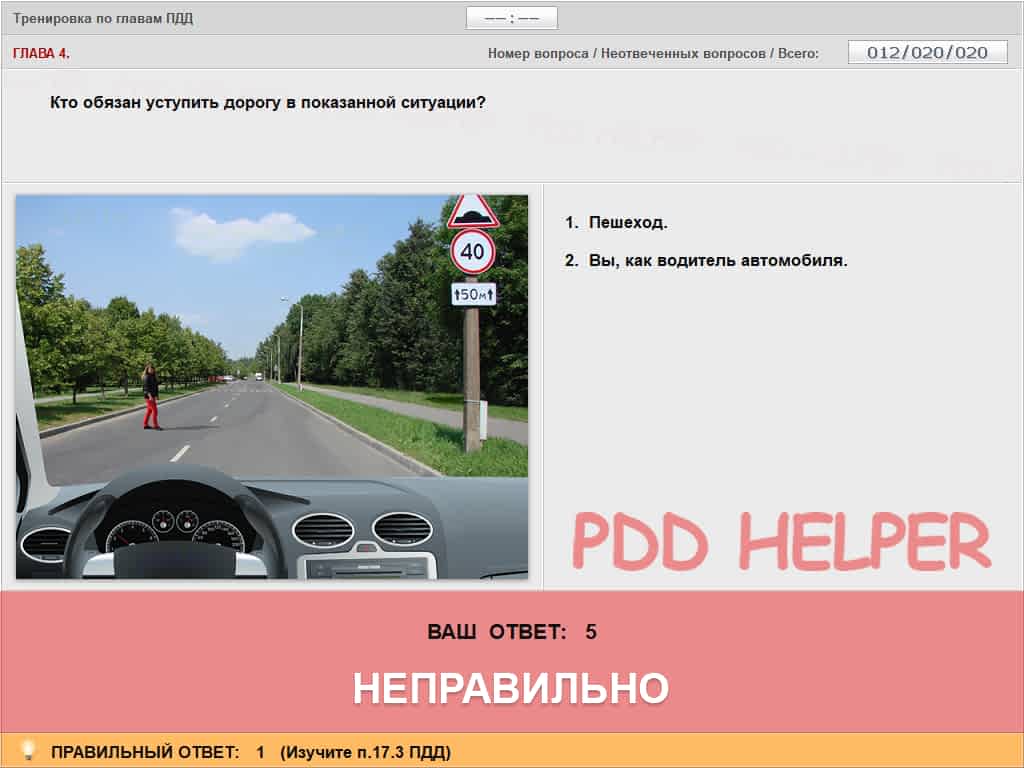 Тренировка по главам ПДД
–– : ––
ГЛАВА 4.
Номер вопроса / Неотвеченных вопросов / Всего: 012/020/020
Кто обязан уступить дорогу в показанной ситуации?
40
50м
1. Пешеход.
2. Вы, как водитель автомобиля.
PDD HELPER
ВАШ ОТВЕТ: 5
НЕПРАВИЛЬНО
ПРАВИЛЬНЫЙ ОТВЕТ: 1 (Изучите п.17.3 ПДД)